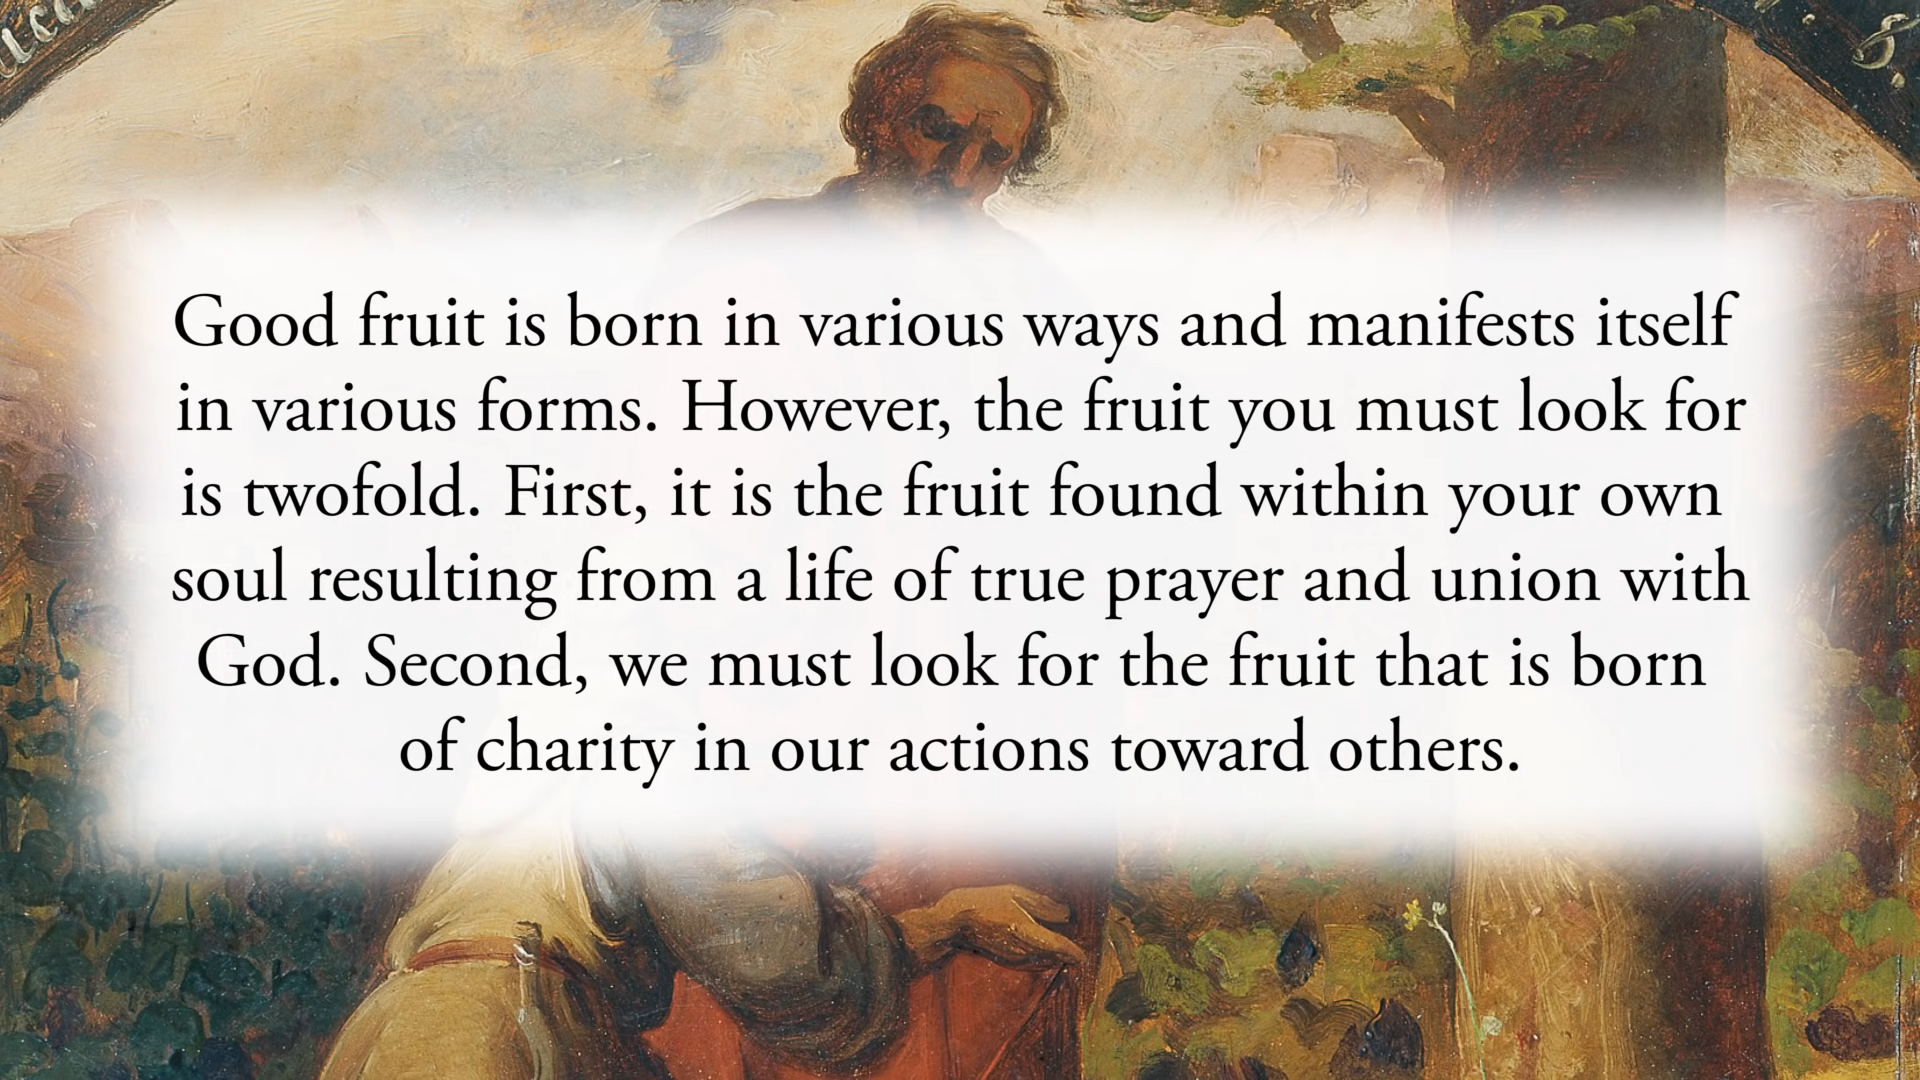 Good fruit is born in various ways and manifests itself
in various forms. However, the fruit you must look for
is twofold. First, it is the fruit found within your own
soul resulting from a life of true prayer and union with
God. Second, we must look for the fruit that is born
of charity in our actions toward others.